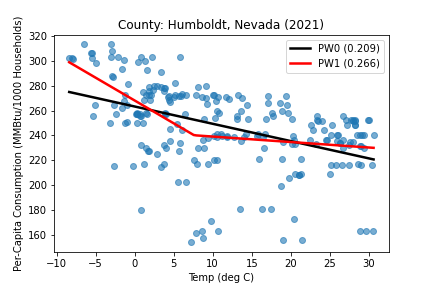 County: Humboldt, Nevada (2021)
Per-Capita Consumption (MMBtu/1000 Households)
320
300
280
260
240
220
200
180
160
PW0 (0.209)
PW1 (0.266)
−10 −5 0 5 10 15 20 25 30
Temp (deg C)